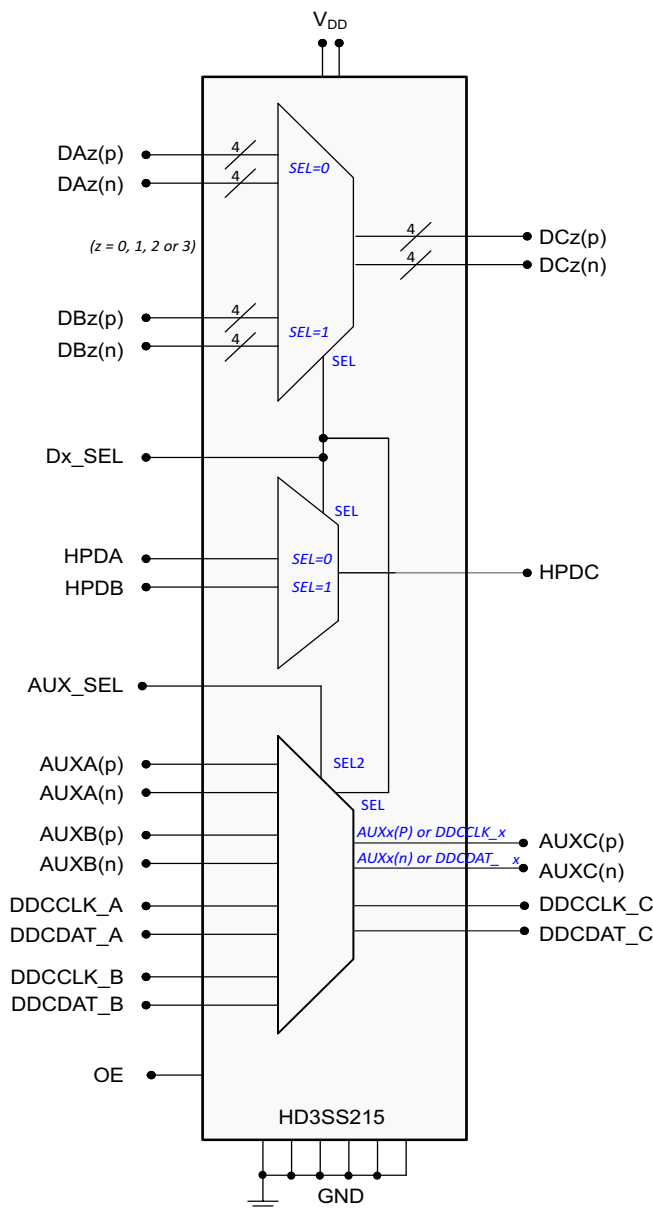 VDD
DAz(p)
4
SEL=0
DAz(n)
4
4
DCz(p)
(z = 0, 1, 2 or 3)
4
DCz(n)
DBz(p)
4
SEL=1
DBz(n)
4
SEL
Dx_SEL
SEL
HPDA
SEL=0
HPDC
HPDB
SEL=1
AUX_SEL
AUXA(p)
SEL2
AUXA(n)
SEL
AUXB(p)
AUXx(P) or DDCCLK_x
AUXC(p)
AUXB(n)
AUXx(n) or DDCDAT_ x
AUXC(n)
DDCCLK_A
DDCCLK_C
DDCDAT_A
DDCDAT_C
DDCCLK_B
DDCDAT_B
OE
HD3SS215
GND